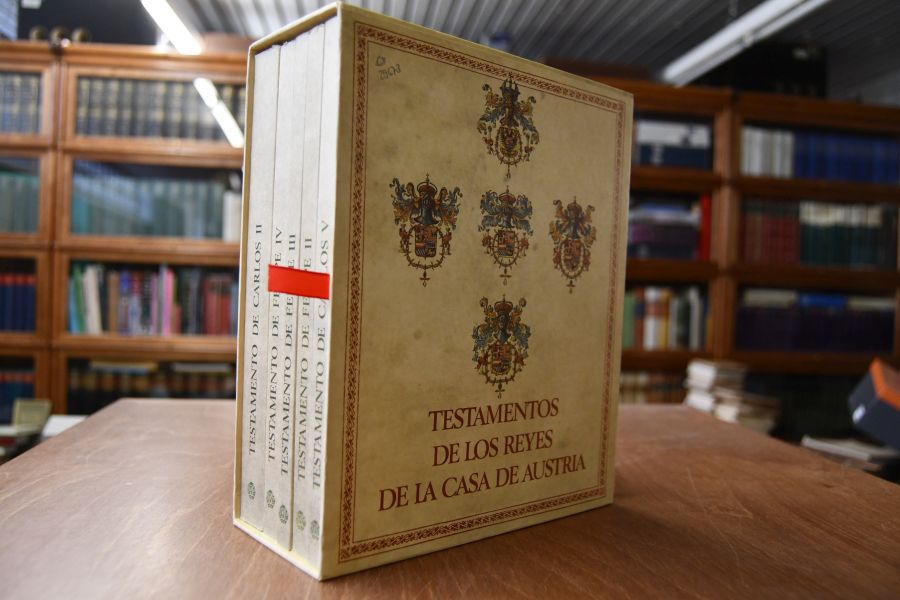 TESTAMENTO DE CARLOS II
TESTAMENTO DE FE E IV
TESTAMENTO DE FE E III
TESTAMENTO DE FE E II
TESTAMENTO DE C LOS V
TESTAMENTOS
DE LOS REYES
DE LA CASA DE AUSTRIA